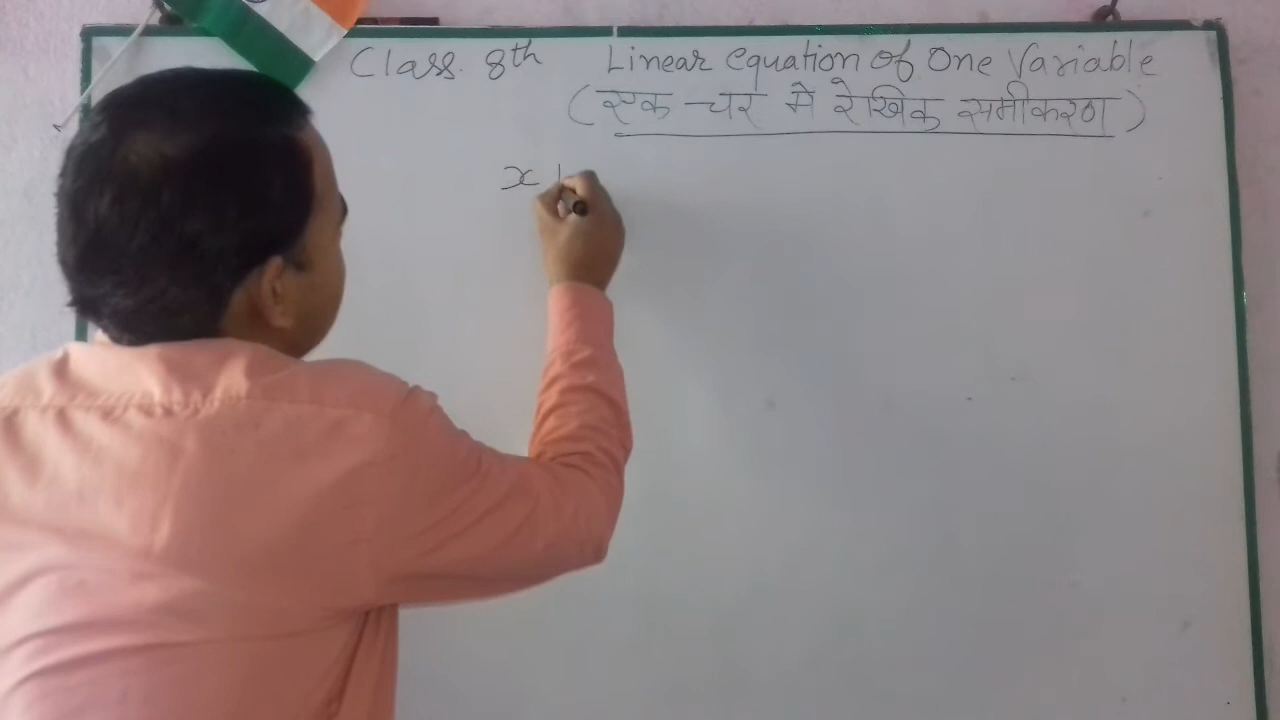 Class. 8th Linear equation of One Variable
(एक चर मे रेखिक समीकरण)
x